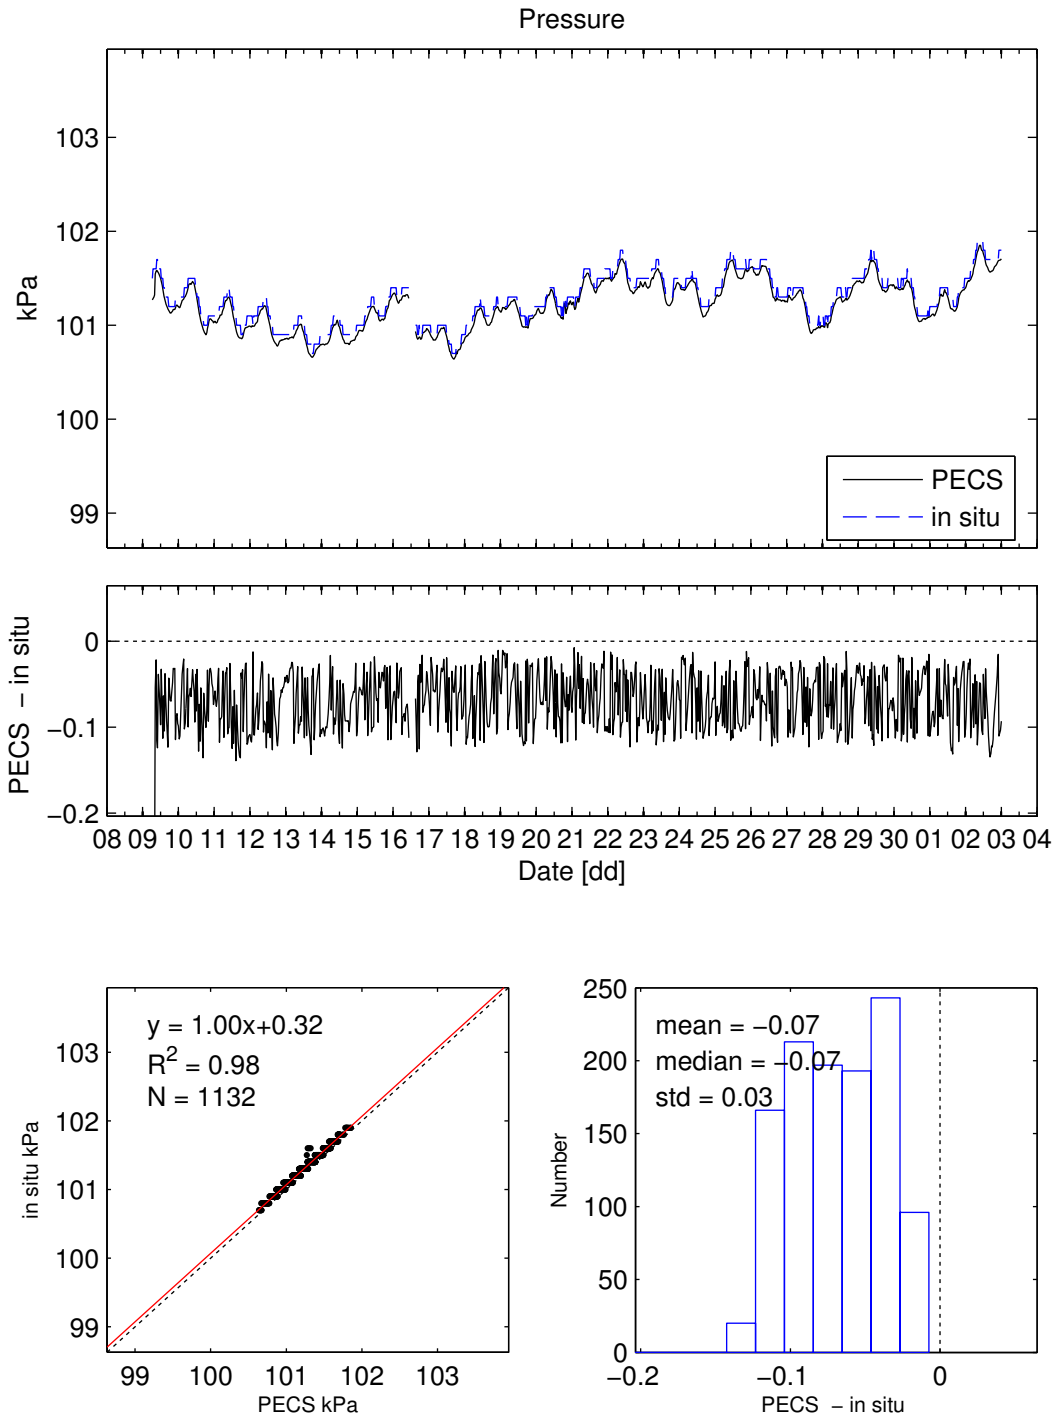 Pressure
kPa
103
102
101
100
99
PECS
in situ
PECS − in situ
0
−0.1
−0.2
08 09 10 11 12 13 14 15 16 17 18 19 20 21 22 23 24 25 26 27 28 29 30 31 01 02 03 04
Date [dd]
in situ kPa
103
102
101
100
99
y = 1.00x+0.32
R² = 0.98
N = 1132
99 100 101 102 103
PECS kPa
Number
250
200
150
100
50
0
mean = −0.07
median = −0.07
std = 0.03
−0.2 −0.1 0
PECS − in situ